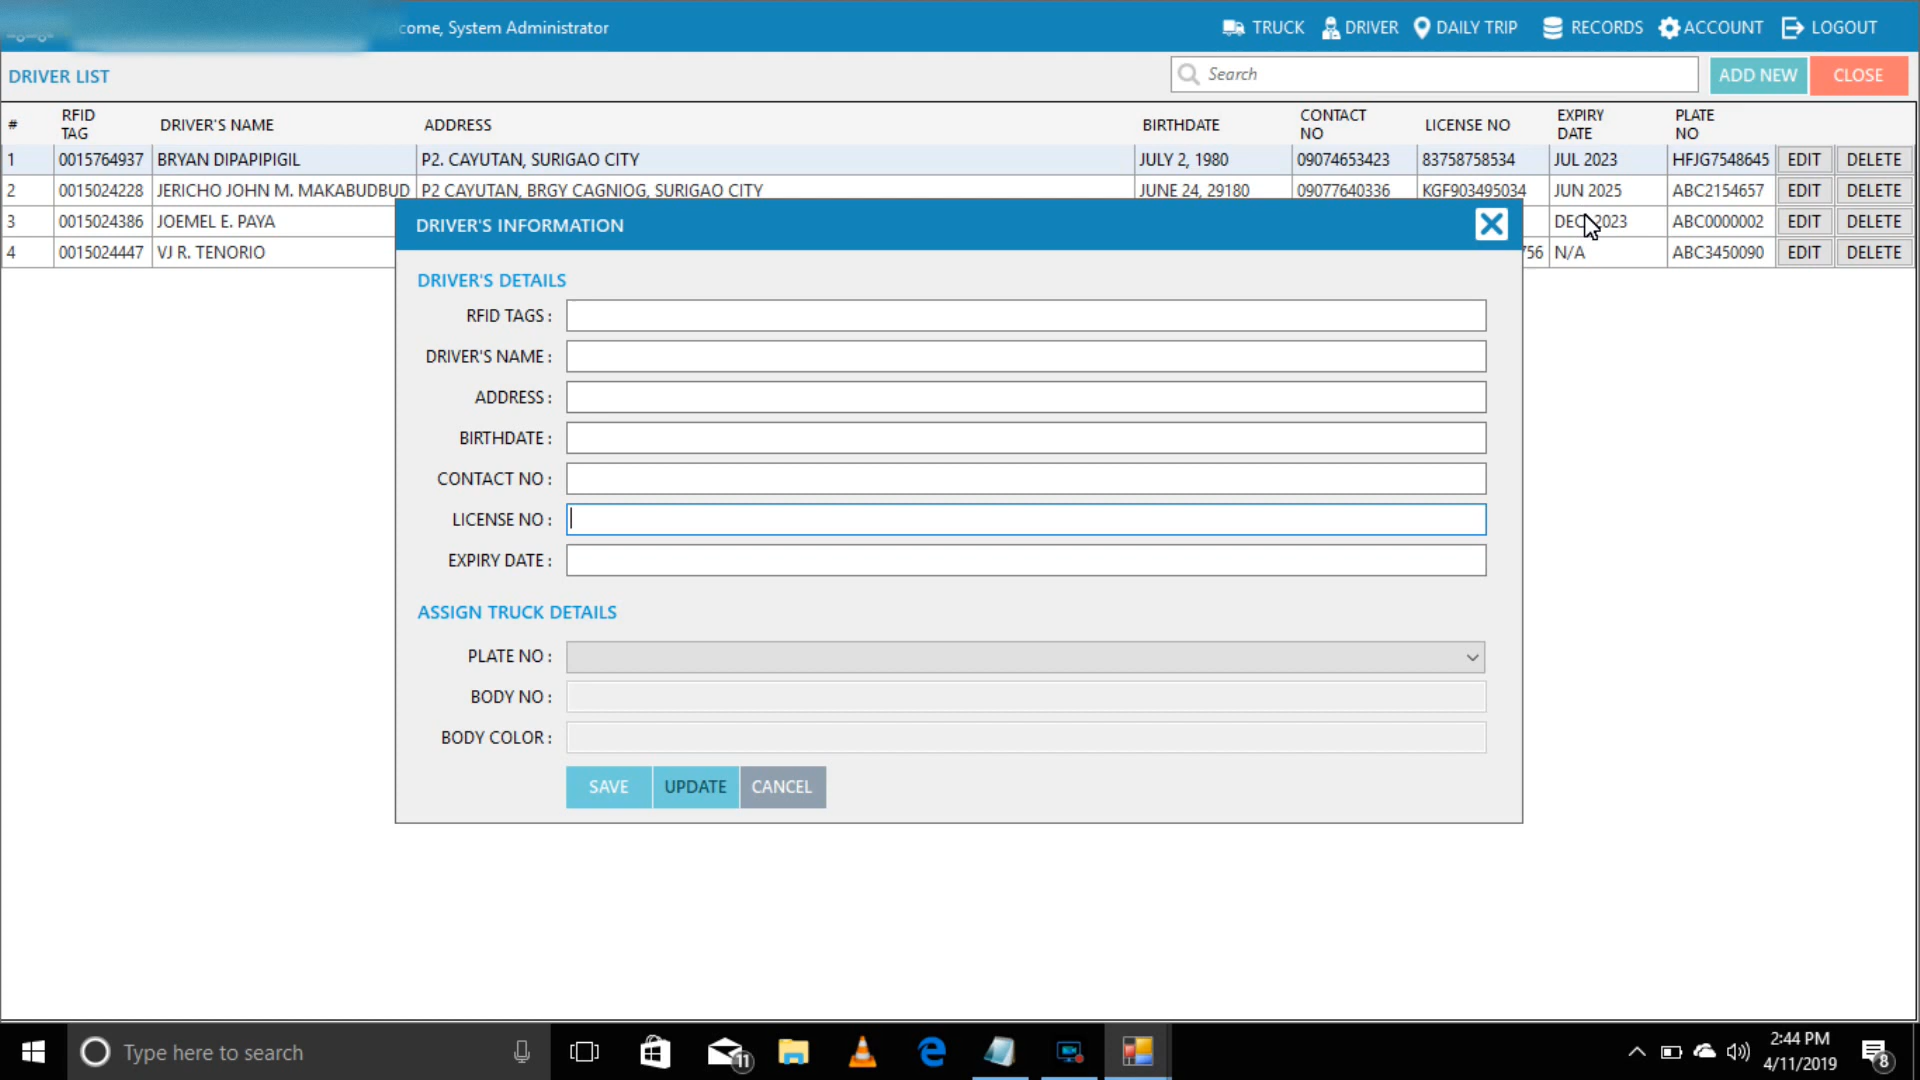 come, System Administrator
TRUCK DRIVER DAILY TRIP RECORDS ACCOUNT LOGOUT
DRIVER LIST Search ADD NEW CLOSE
# RFID TAG DRIVER'S NAME ADDRESS BIRTHDATE CONTACT NO LICENSE NO EXPIRY DATE PLATE NO
1 0015764937 BRYAN DIPAPIPIGIL P2. CAYUTAN, SURIGAO CITY JULY 2, 1980 09074653423 83758758534 JUL 2023 HFJG7548645 EDIT DELETE
2 0015024228 JERICHO JOHN M. MAKABUDBUD P2 CAYUTAN, BRGY CAGNIOG, SURIGAO CITY JUNE 24, 29180 09077640336 KGF903495034 JUN 2025 ABC2154657 EDIT DELETE
3 0015024386 JOEMEL E. PAYA DEC 2023 ABC0000002 EDIT DELETE
4 0015024447 VJ R. TENORIO 756 N/A ABC3450090 EDIT DELETE
DRIVER'S INFORMATION
DRIVER'S DETAILS
RFID TAGS :
DRIVER'S NAME :
ADDRESS :
BIRTHDATE :
CONTACT NO :
LICENSE NO :
EXPIRY DATE :
ASSIGN TRUCK DETAILS
PLATE NO :
BODY NO :
BODY COLOR :
SAVE UPDATE CANCEL
Type here to search
11
2:44 PM
4/11/2019
8